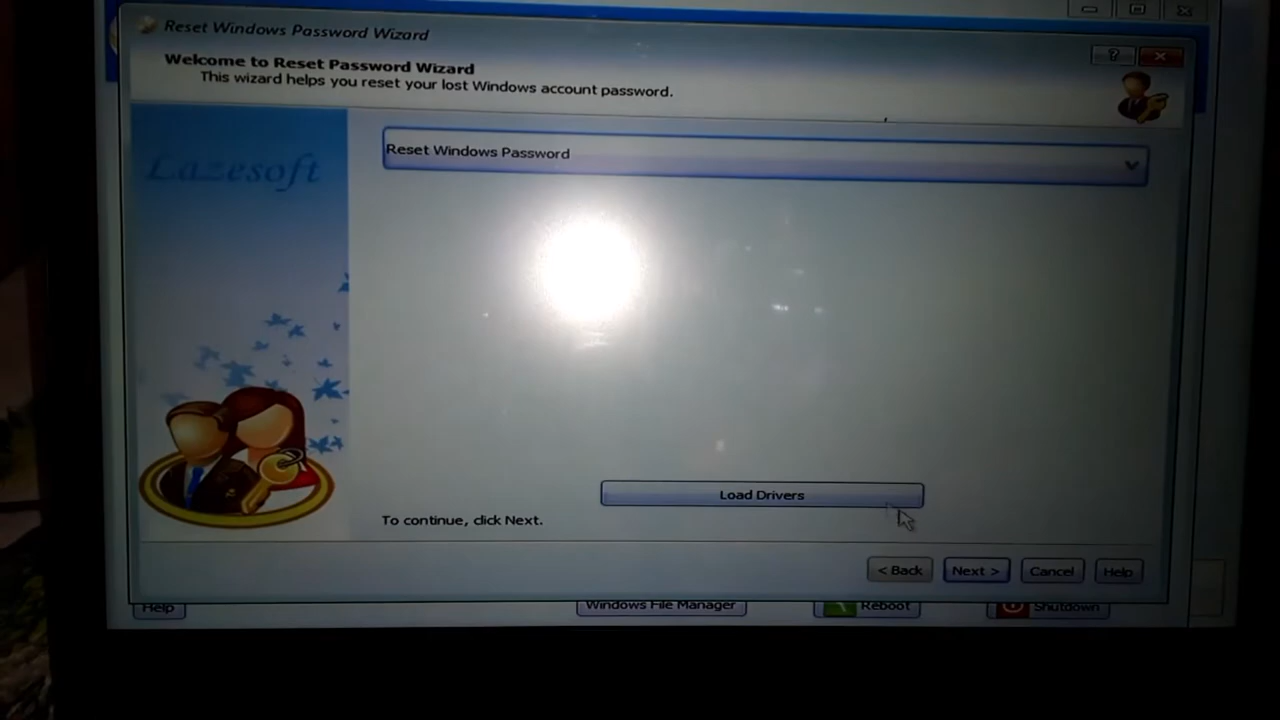 Reset Windows Password Wizard
Welcome to Reset Password Wizard
This wizard helps you reset your lost Windows account password.
Lazesoft
Reset Windows Password
Load Drivers
To continue, click Next.
< Back
Next >
Cancel
Help
Help
Windows File Manager
Reboot
Shutdown